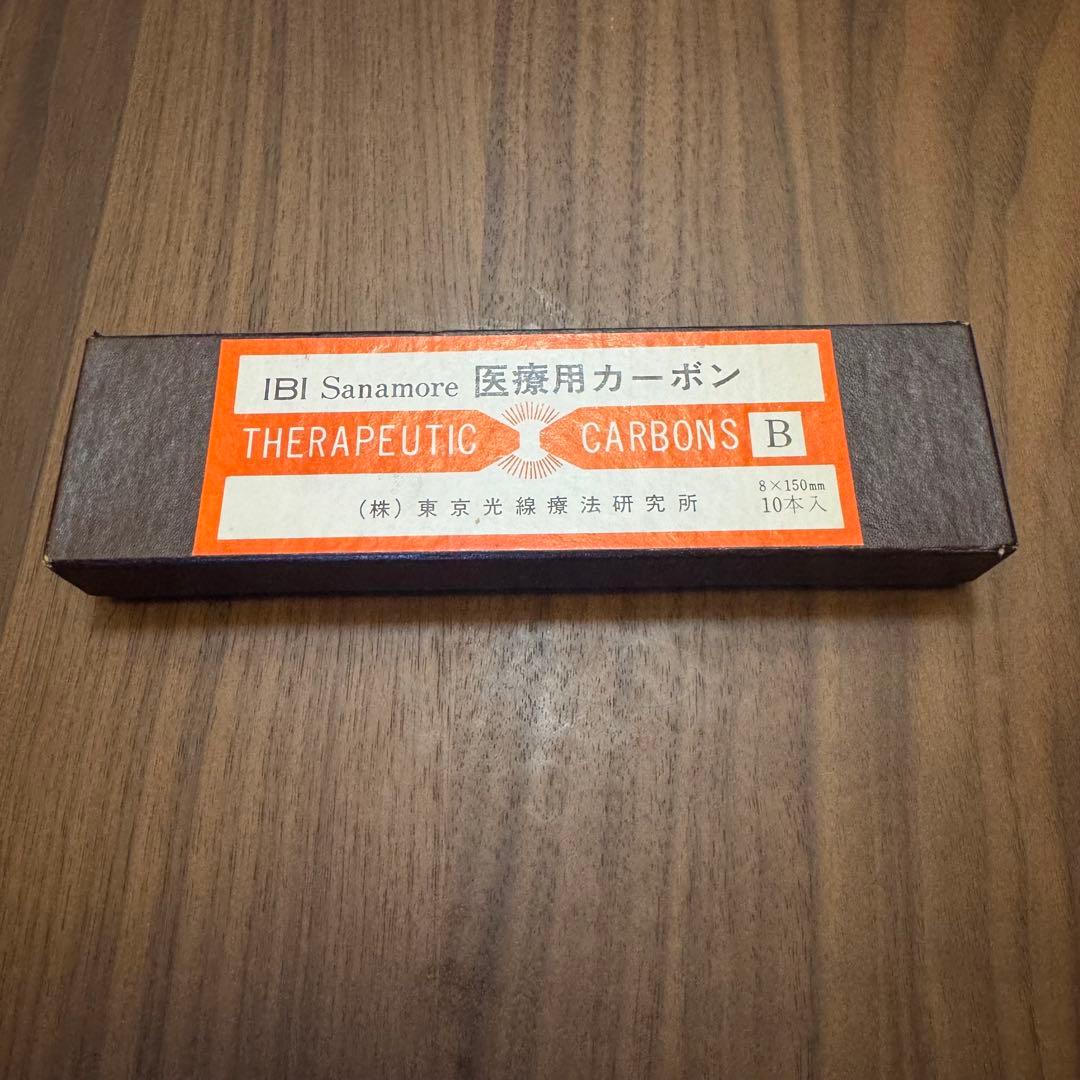 IBI Sanamore 医療用カーボン
THERAPEUTIC CARBONS B
(株)東京光線療法研究所
8×150mm
10本入